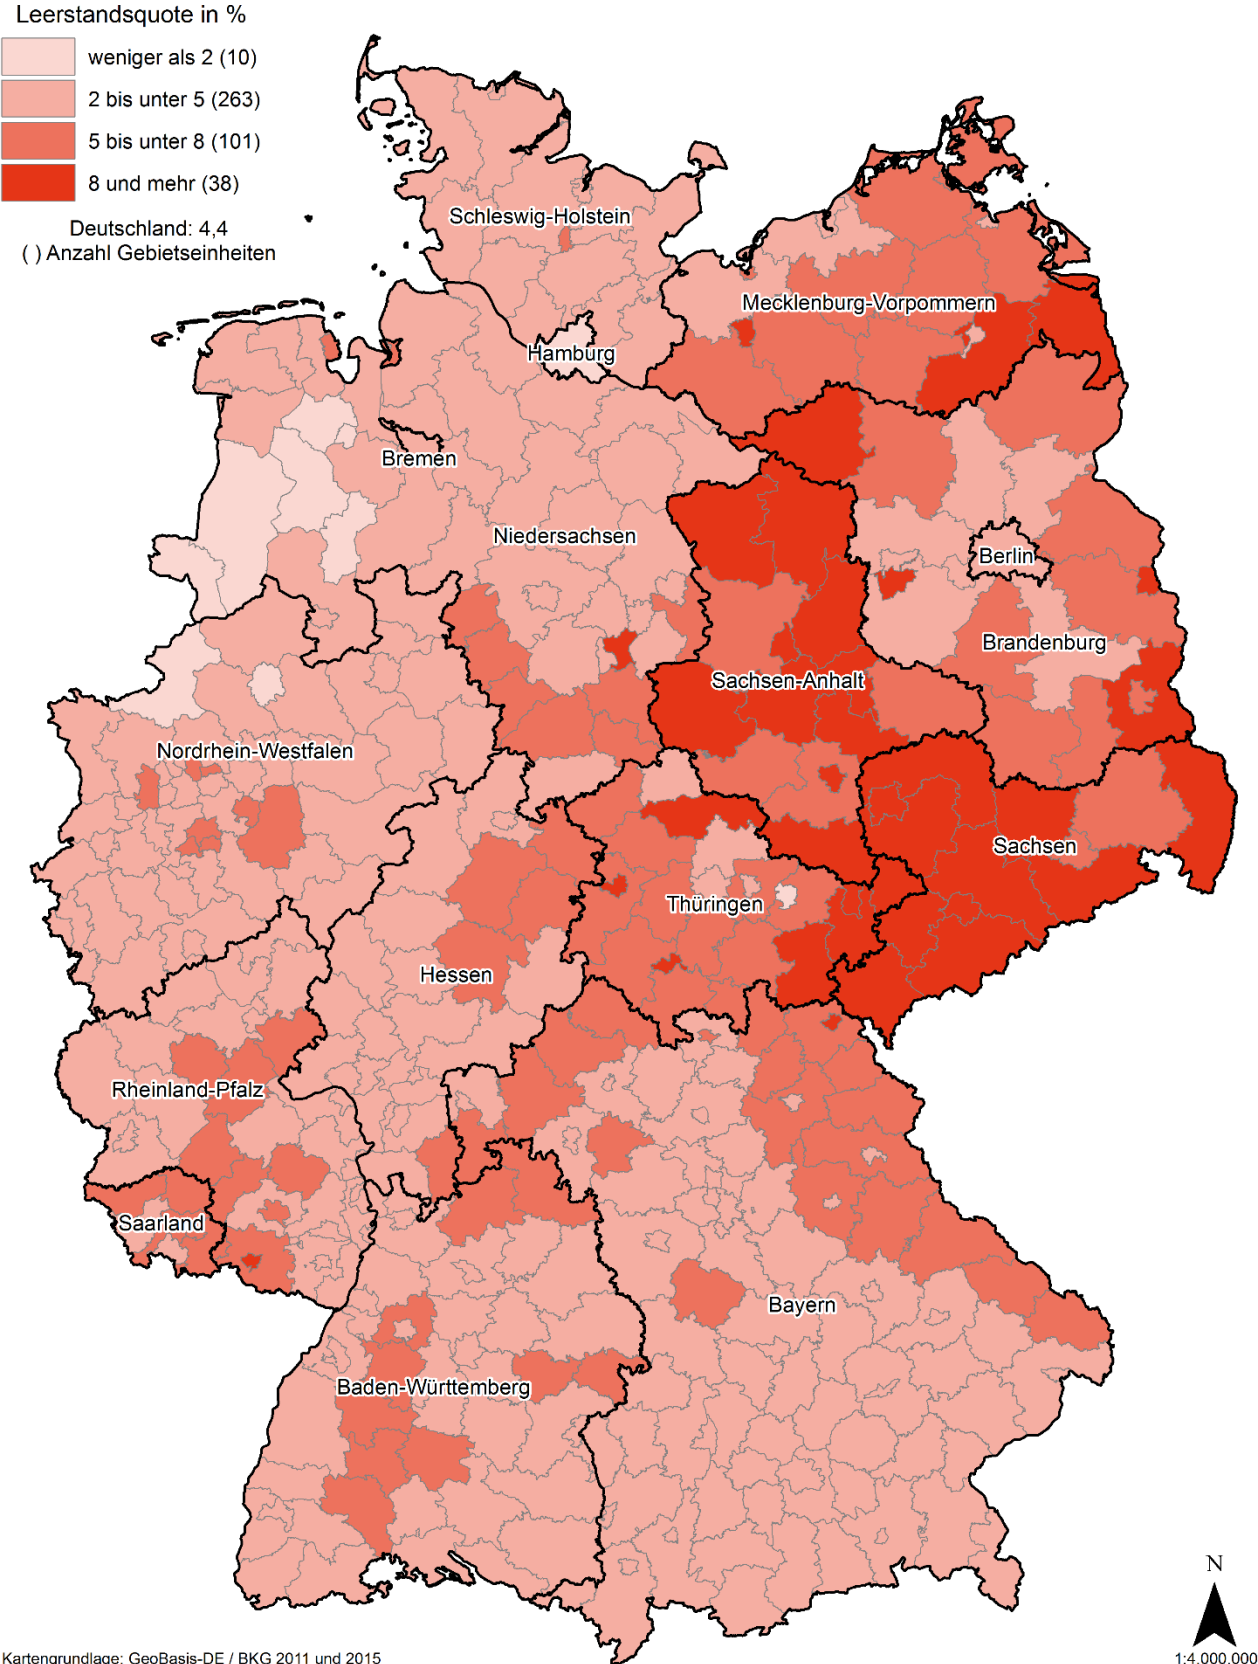 Leerstandsquote in %
weniger als 2 (10)
2 bis unter 5 (263)
5 bis unter 8 (101)
8 und mehr (38)
Deutschland: 4,4
( ) Anzahl Gebietseinheiten
Schleswig-Holstein
Mecklenburg-Vorpommern
Hamburg
Bremen
Niedersachsen
Berlin
Brandenburg
Sachsen-Anhalt
Nordrhein-Westfalen
Sachsen
Thüringen
Hessen
Rheinland-Pfalz
Saarland
Bayern
Baden-Württemberg
N
Kartengrundlage: GeoBasis-DE / BKG 2011 und 2015
1:4.000.000